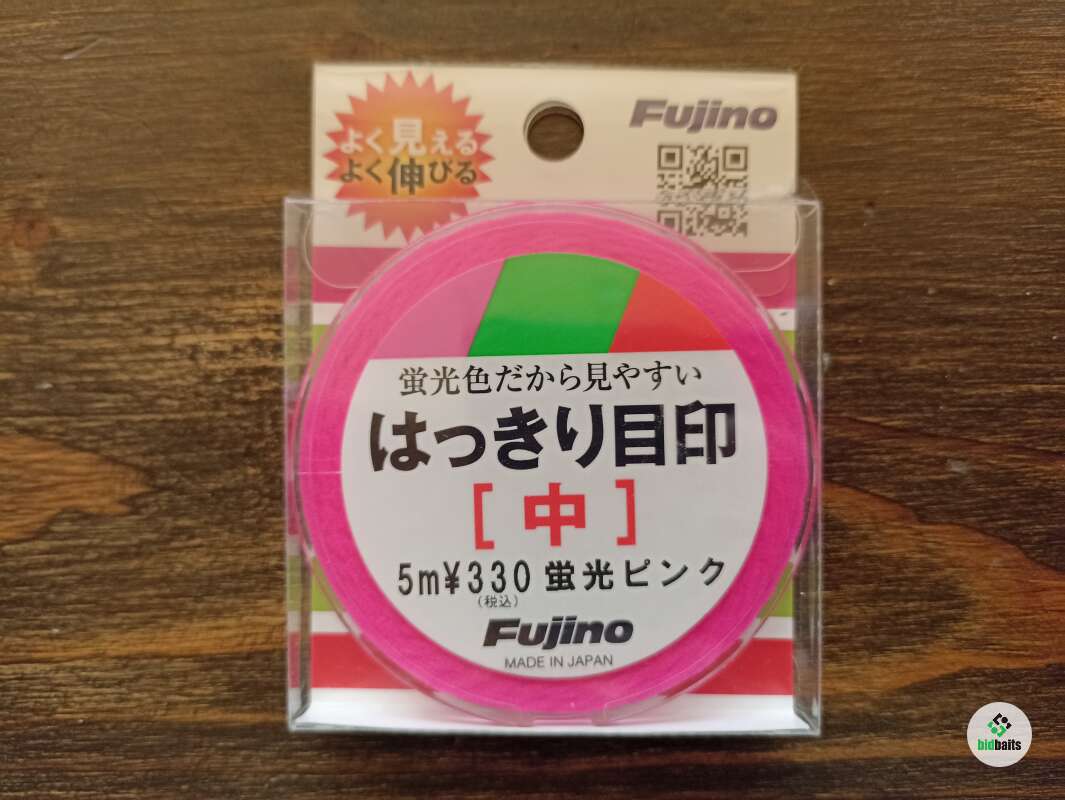 よく見える
よく伸びる
Fujino
蛍光色だから見やすい
はっきり目印
[中]
5m¥330 蛍光ピンク
(税込)
Fujino
MADE IN JAPAN
bidbaits